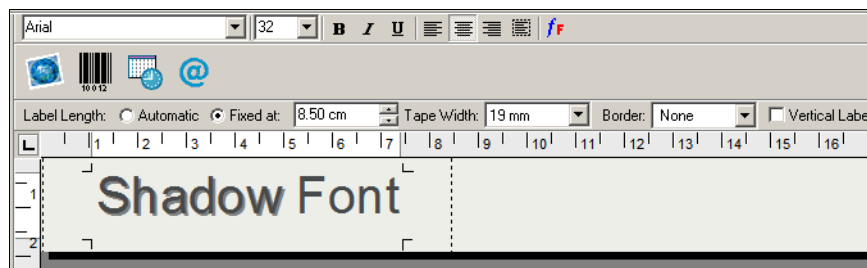 Arial 32 B I U fF
10012
@
Label Length: Automatic Fixed at: 8.50 cm Tape Width: 19 mm Border: None Vertical Labe
L 1 2 3 4 5 6 7 8 9 10 11 12 13 14 15 16
1 Shadow Font
2